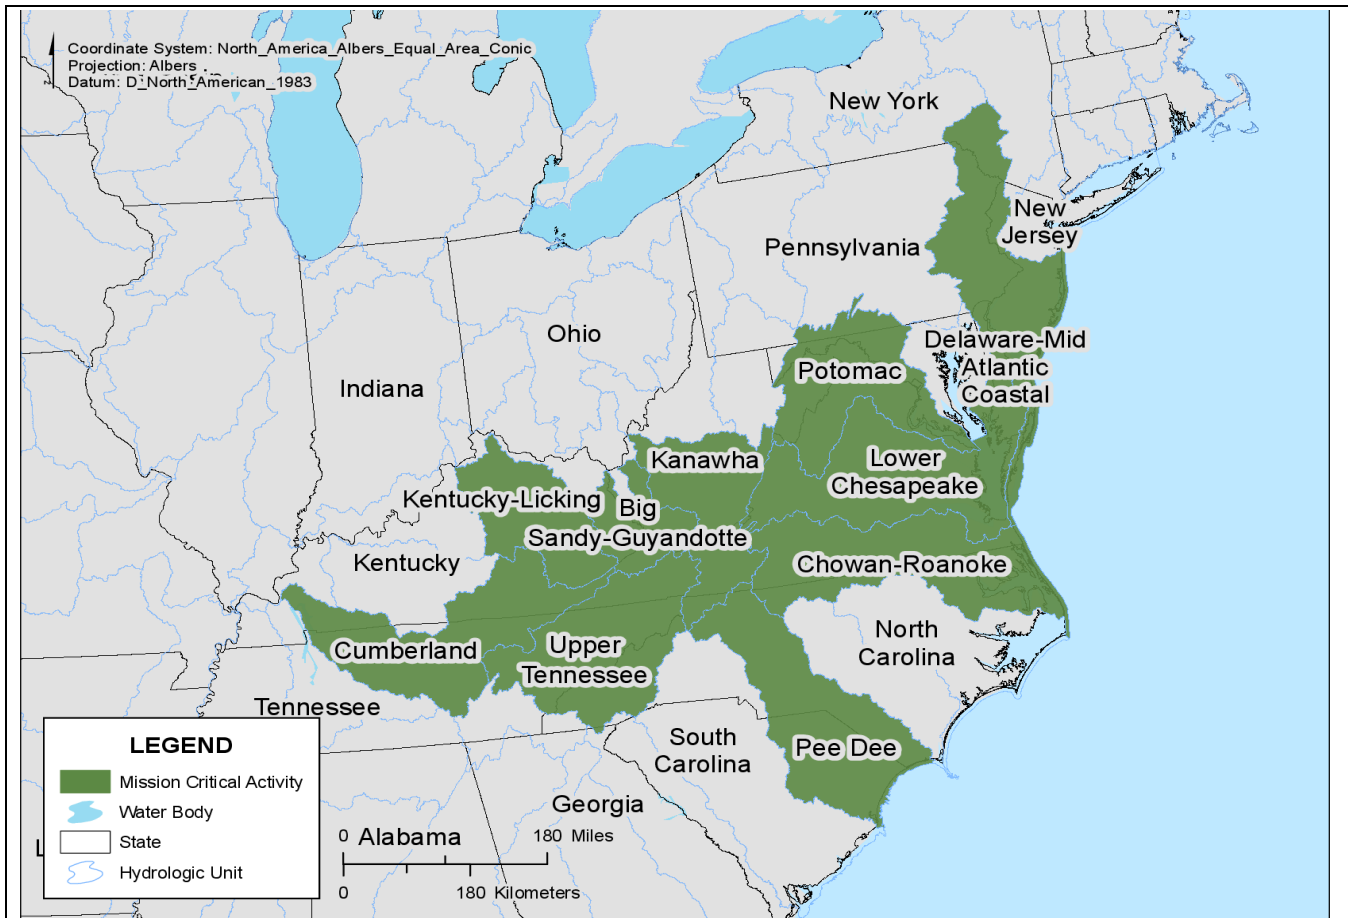 Coordinate System: North_America_Albers_Equal_Area_Conic
Projection: Albers
Datum: D_North_American_1983
New York
New
Jersey
Pennsylvania
Ohio
Delaware-Mid
Atlantic
Coastal
Potomac
Indiana
Kanawha
Lower
Chesapeake
Kentucky-Licking
Big
Sandy-Guyandotte
Kentucky
Chowan-Roanoke
North
Carolina
Cumberland
Upper
Tennessee
Tennessee
South
Carolina
Pee Dee
Georgia
Alabama
LEGEND
Mission Critical Activity
Water Body
State
Hydrologic Unit
0 180 Miles
0 180 Kilometers